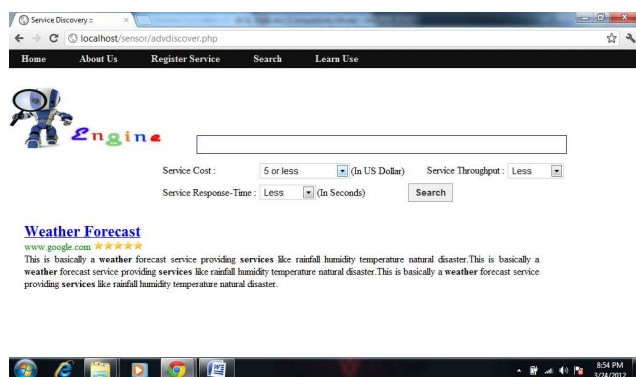 Service Discovery ::
localhost/sensor/advdiscover.php
Home About Us Register Service Search Learn Use
Engine
Service Cost : 5 or less (In US Dollar) Service Throughput : Less
Service Response-Time : Less (In Seconds) Search
Weather Forecast
www.google.com
This is basically a weather forecast service providing services like rainfall humidity temperature natural disaster.This is basically a
weather forecast service providing services like rainfall humidity temperature natural disaster.This is basically a weather forecast service
providing services like rainfall humidity temperature natural disaster.
8:54 PM
3/24/2012